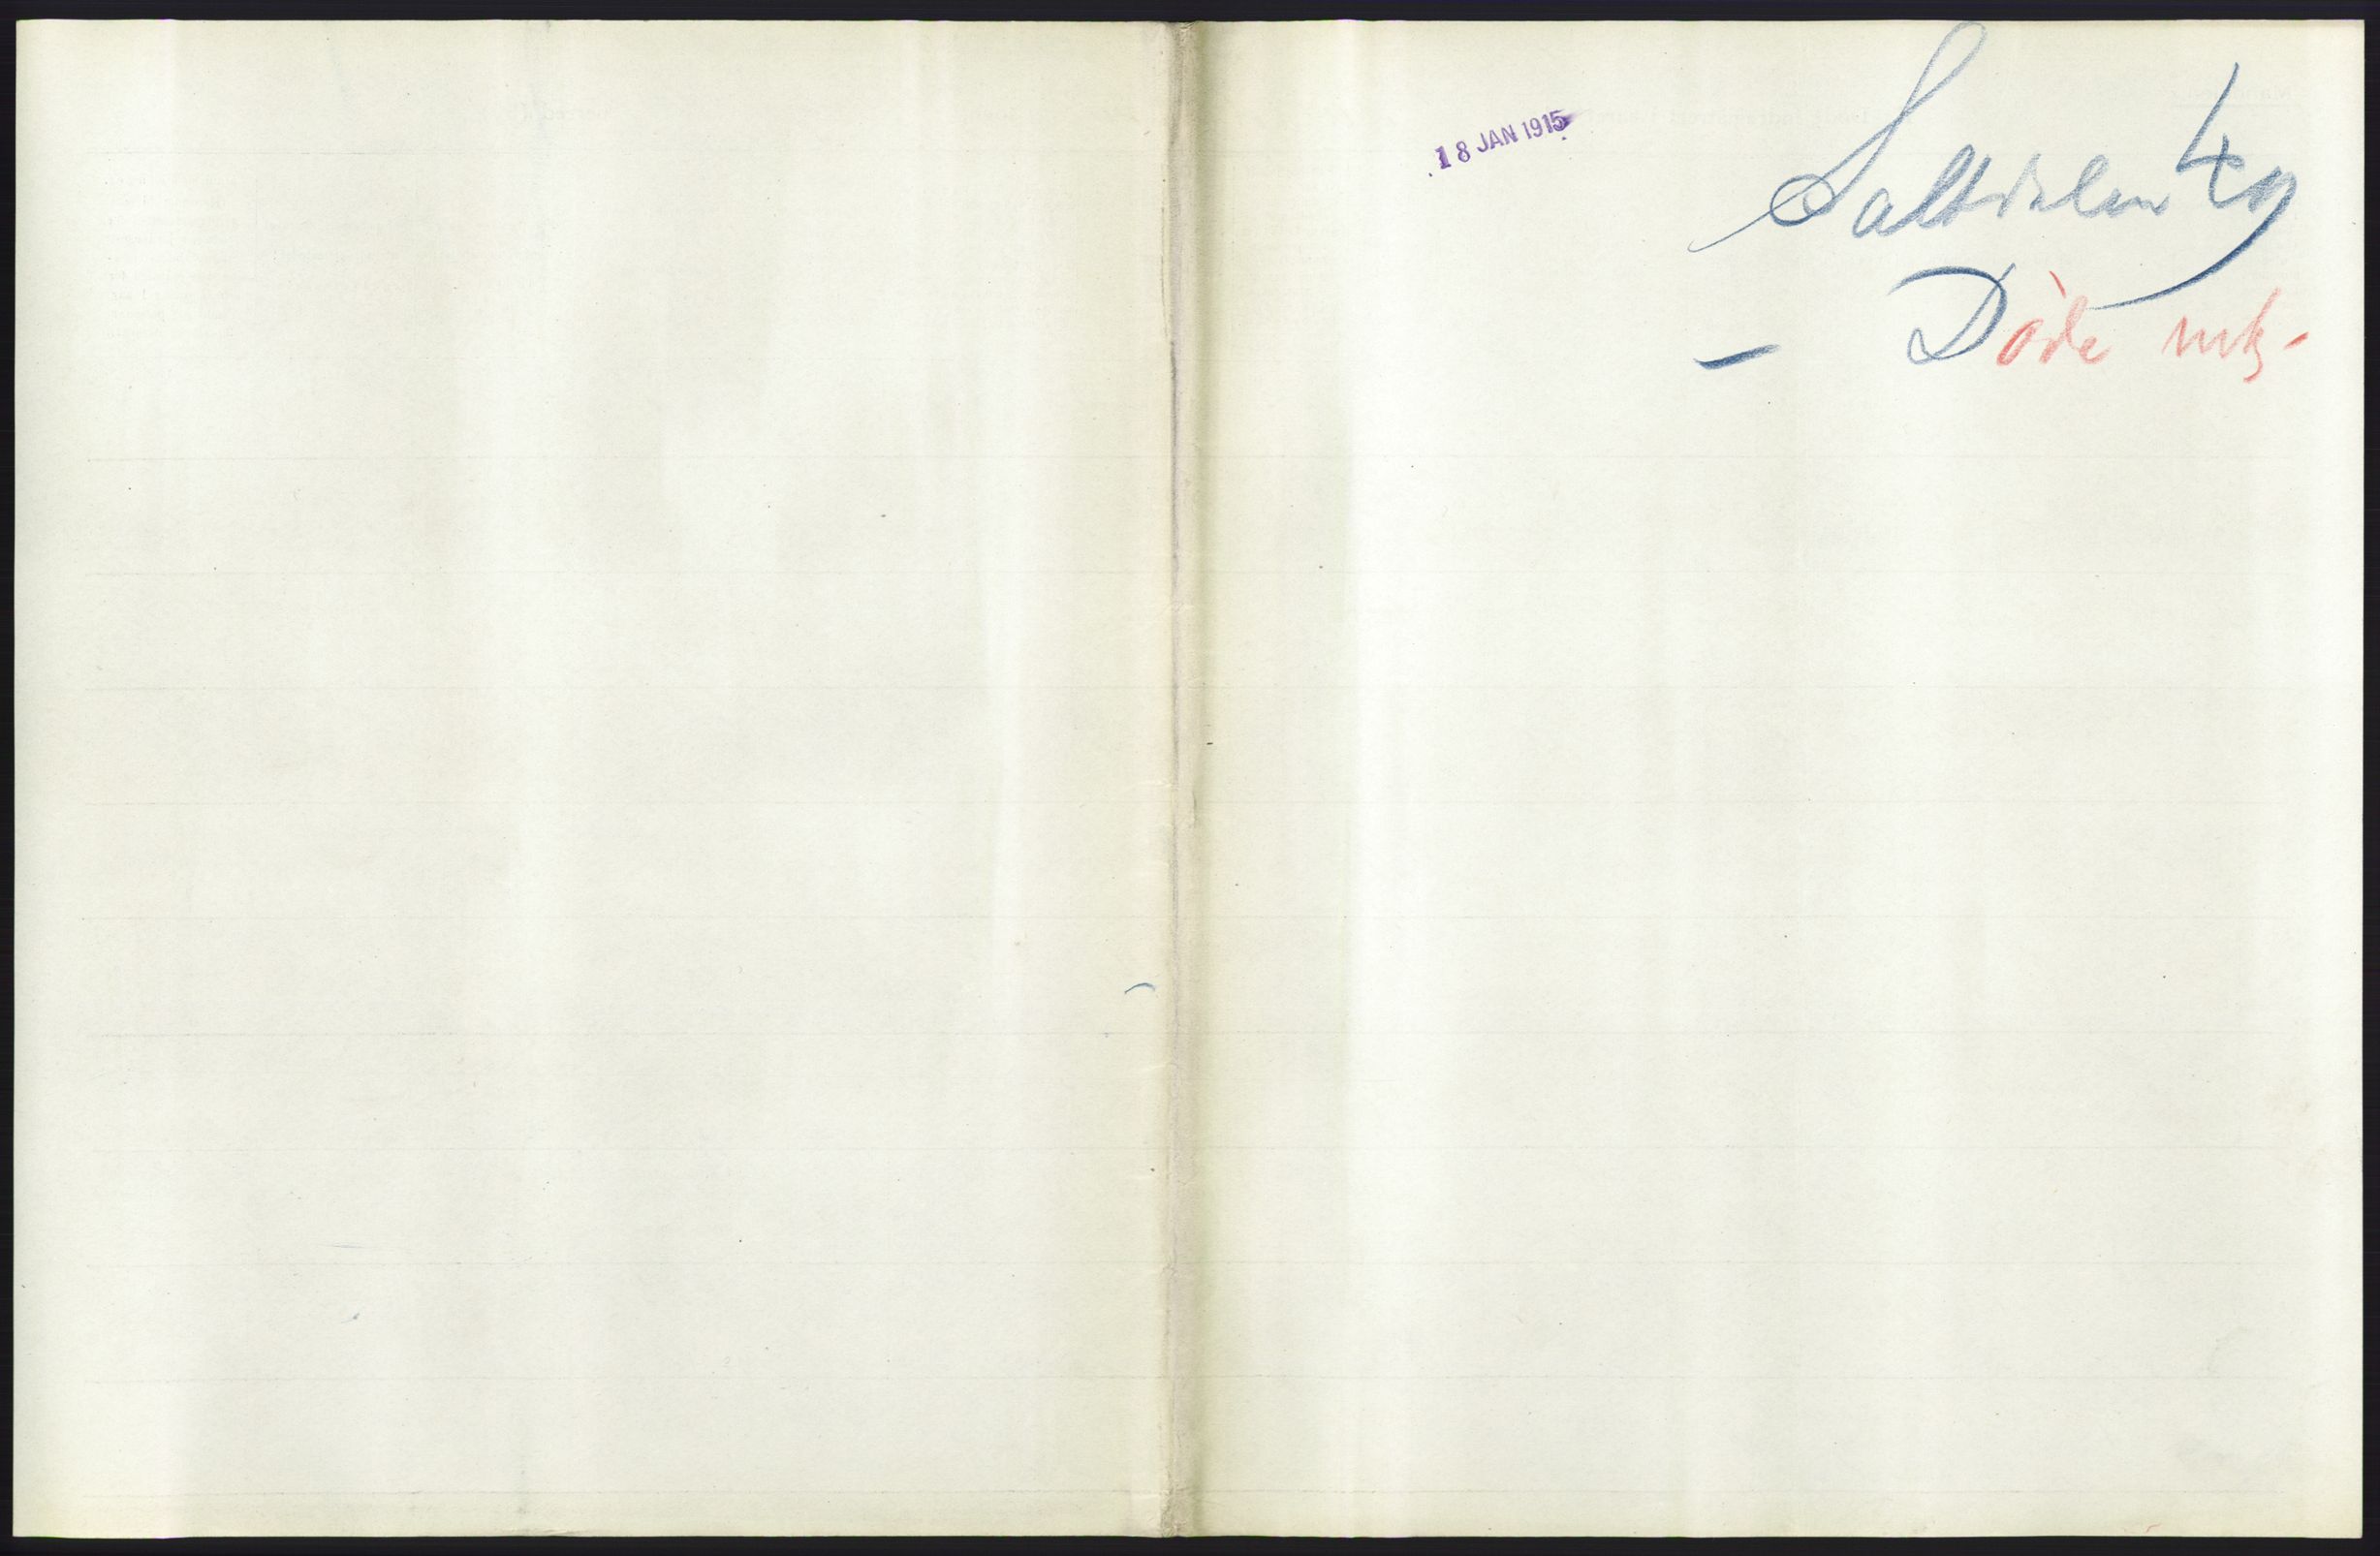 18 JAN 1915
Saltdalen
- Døde mk-